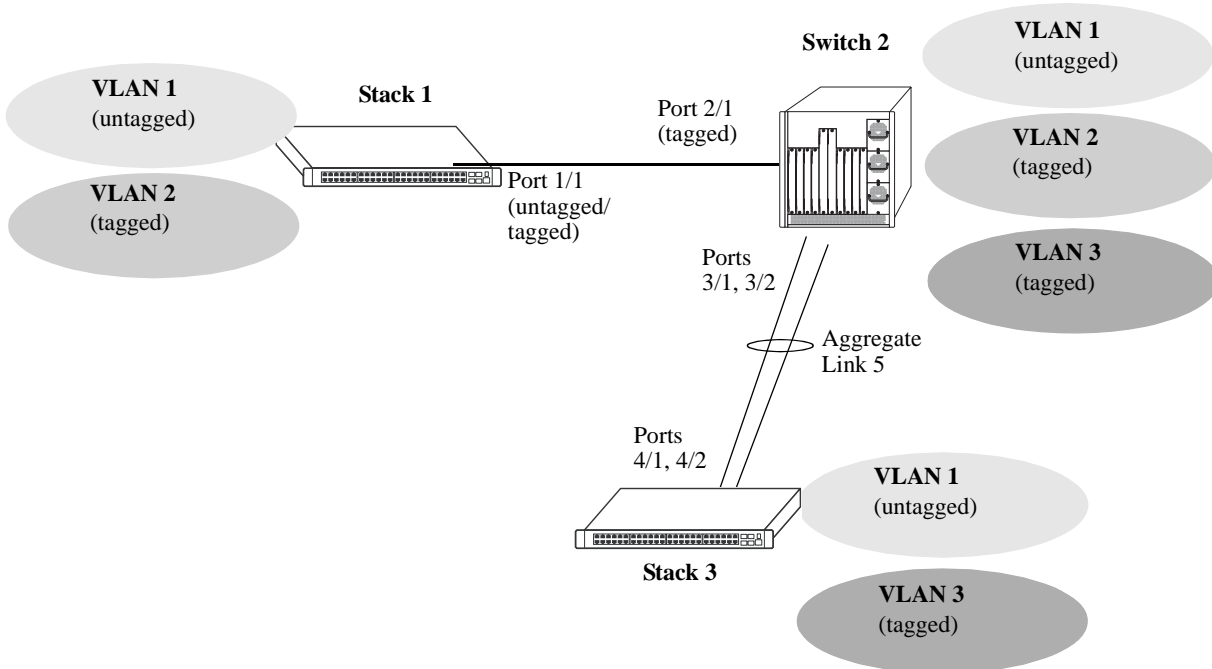 VLAN 1
(untagged)
VLAN 2
(tagged)
Stack 1
Port 1/1
(untagged/
tagged)
Port 2/1
(tagged)
Switch 2
VLAN 1
(untagged)
VLAN 2
(tagged)
VLAN 3
(tagged)
Ports
3/1, 3/2
Aggregate
Link 5
Ports
4/1, 4/2
Stack 3
VLAN 1
(untagged)
VLAN 3
(tagged)